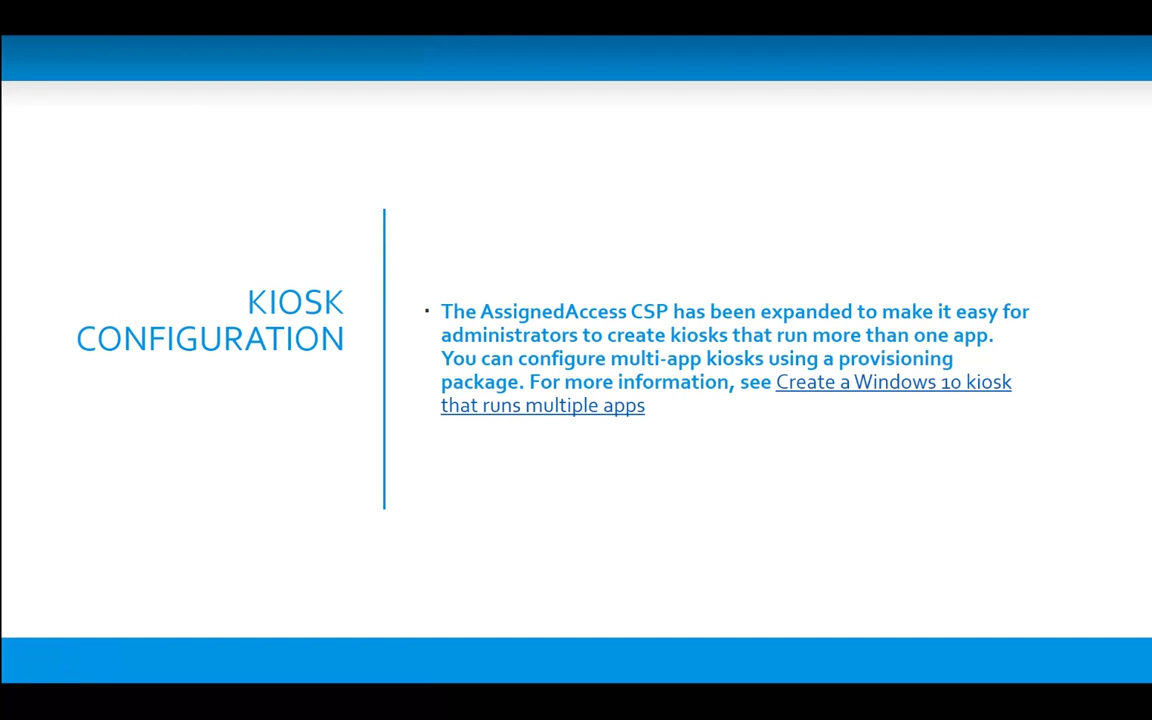 KIOSK
CONFIGURATION
▪ The AssignedAccess CSP has been expanded to make it easy for
administrators to create kiosks that run more than one app.
You can configure multi-app kiosks using a provisioning
package. For more information, see Create a Windows 10 kiosk
that runs multiple apps